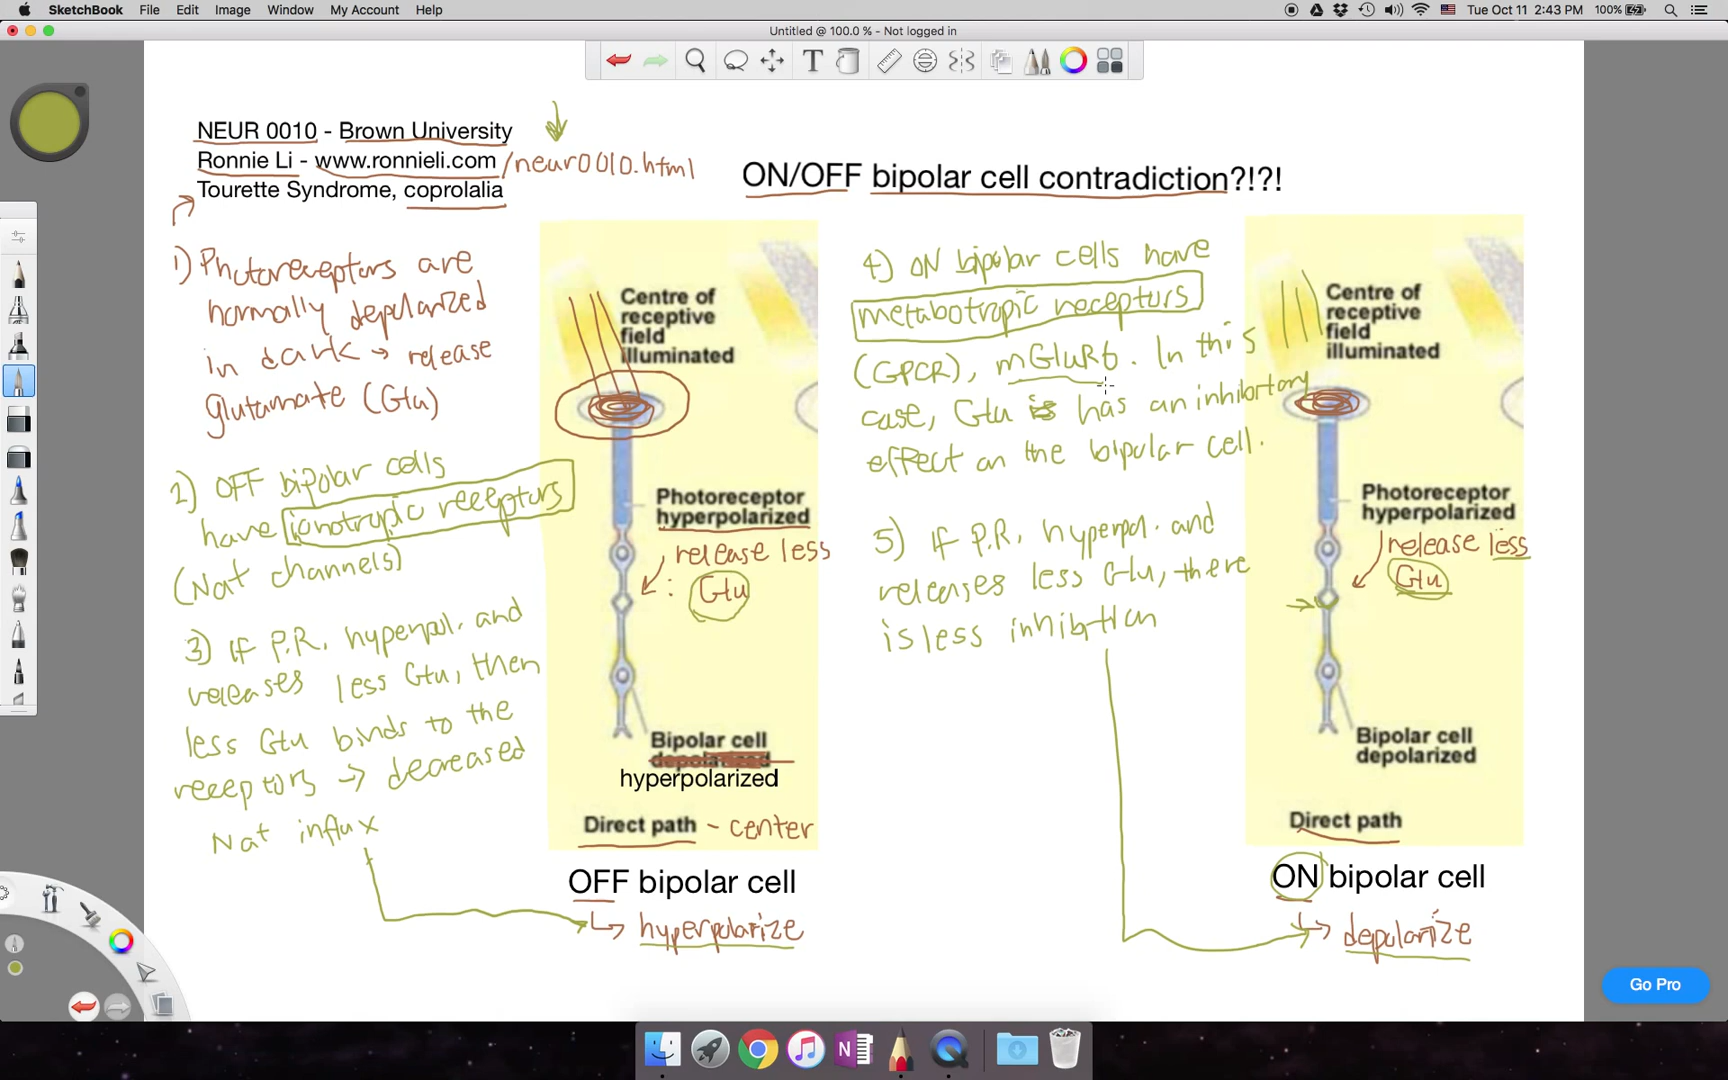 SketchBook File Edit Image Window My Account Help
Tue Oct 11 2:43 PM 100%
Untitled @ 100.0 % - Not logged in
NEUR 0010 - Brown University
Ronnie Li - www.ronnieli.com/neur0010.html
Tourette Syndrome, coprolalia
ON/OFF bipolar cell contradiction?!?!
1) Photoreceptors are
normally depolarized
in dark → release
glutamate (Glu)
2) OFF bipolar cells
have ionotropic receptors
(Na+ channels)
3) If P.R. hyperpol. and
releases less Glu, then
less Glu binds to the
receptors → decreased
Na+ influx
Centre of
receptive
field
illuminated
Photoreceptor
hyperpolarized
release less
Glu
Bipolar cell
hyperpolarized
Direct path - center
OFF bipolar cell
↳ hyperpolarize
4) ON bipolar cells have
metabotropic receptors
(GPCR), mGluR6. In this
case, Glu is has an inhibitory
effect on the bipolar cell.
5) If P.R. hyperpol. and
releases less Glu, there
is less inhibition
Centre of
receptive
field
illuminated
Photoreceptor
hyperpolarized
release less
Glu
Bipolar cell
depolarized
Direct path
ON bipolar cell
↳ depolarize
Go Pro